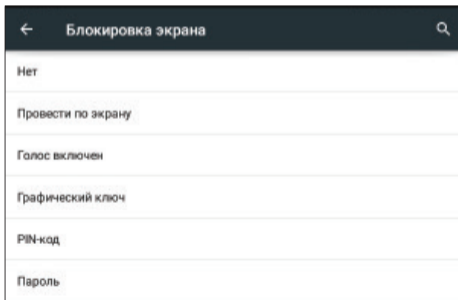 Блокировка экрана
Нет
Провести по экрану
Голос включен
Графический ключ
PIN-код
Пароль